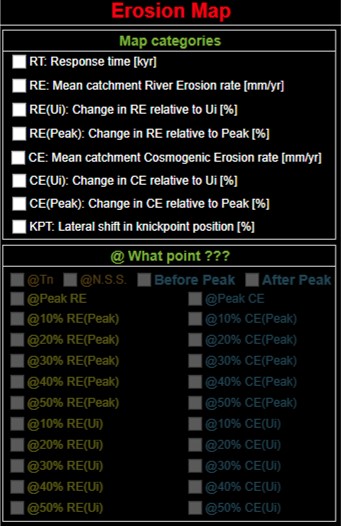 Erosion Map
Map categories
RT: Response time [kyr]
RE: Mean catchment River Erosion rate [mm/yr]
RE(Ui): Change in RE relative to Ui [%]
RE(Peak): Change in RE relative to Peak [%]
CE: Mean catchment Cosmogenic Erosion rate [mm/yr]
CE(Ui): Change in CE relative to Ui [%]
CE(Peak): Change in CE relative to Peak [%]
KPT: Lateral shift in knickpoint position [%]
@ What point ???
@Tn @N.S.S. Before Peak After Peak
@Peak RE @Peak CE
@10% RE(Peak) @10% CE(Peak)
@20% RE(Peak) @20% CE(Peak)
@30% RE(Peak) @30% CE(Peak)
@40% RE(Peak) @40% CE(Peak)
@50% RE(Peak) @50% CE(Peak)
@10% RE(Ui) @10% CE(Ui)
@20% RE(Ui) @20% CE(Ui)
@30% RE(Ui) @30% CE(Ui)
@40% RE(Ui) @40% CE(Ui)
@50% RE(Ui) @50% CE(Ui)